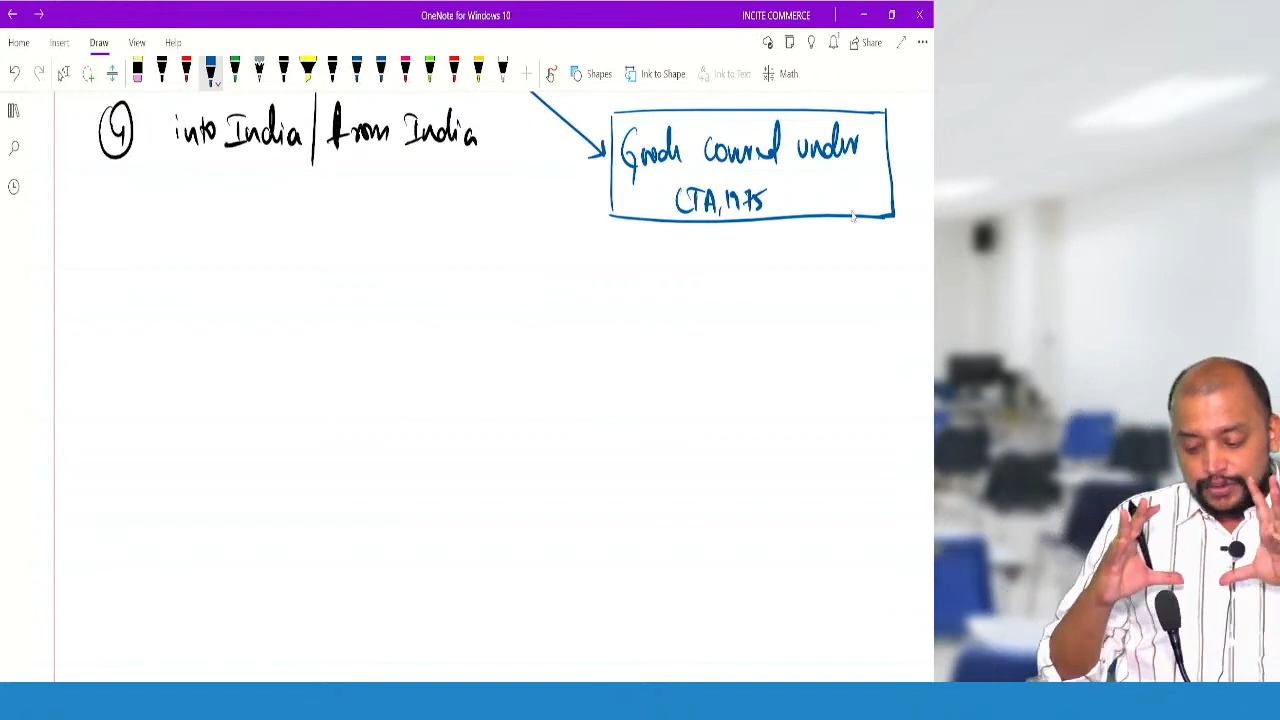 OneNote for Windows 10
INCITE COMMERCE
Home Insert Draw View Help
Share
Shapes Ink to Shape Ink to Text Math
④ into India / from India
Goods covered under
CTA, 1975